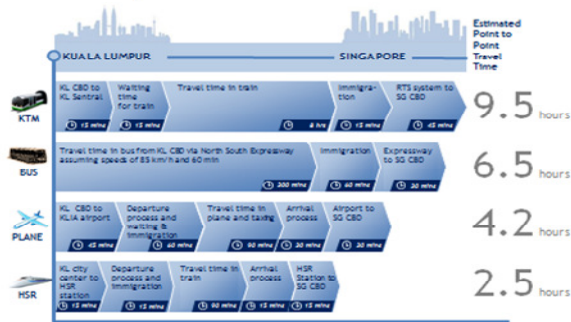 Estimated
Point to
Point
Travel
Time
KUALA LUMPUR
SINGAPORE
KTM
KL CBD to
KL Sentral
15 mins
Waiting
time
for train
15 mins
Travel time in train
8 hrs
Immigra-
tion
15 mins
RTS system to
SG CBD
45 mins
9.5 hours
BUS
Travel time in bus from KL CBD via North South Expressway
assuming speeds of 85 km/h and 60 min
300 mins
Immigration
60 mins
Expressway
to SG CBD
30 mins
6.5 hours
PLANE
KL CBD to
KLIA airport
45 mins
Departure
process and
waiting &
immigration
60 mins
Travel time in
plane and taxing
90 mins
Arrival
process
30 mins
Airport to
SG CBD
30 mins
4.2 hours
HSR
KL city
center to
HSR
station
15 mins
Departure
process and
immigration
15 mins
Travel time in
train
90 mins
Arrival
process
15 mins
HSR
Station to
SG CBD
15 mins
2.5 hours